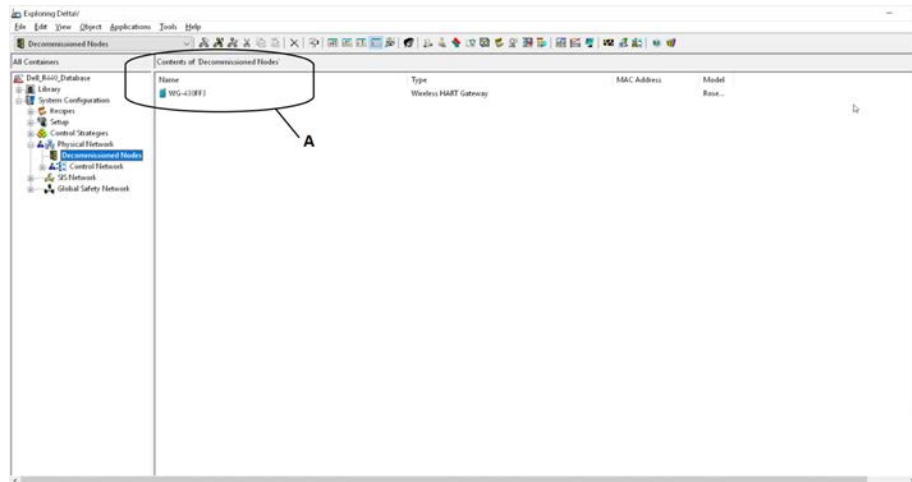 Exploring DeltaV
File Edit View Object Applications Tools Help
Decommissioned Nodes
All Containers
Contents of 'Decommissioned Nodes'
Dell_R440_Database
Library
System Configuration
Recipes
Setup
Control Strategies
Physical Network
Decommissioned Nodes
Control Network
SIS Network
Global Safety Network
Name Type MAC Address Model
Wireless HART Gateway Rose...
A